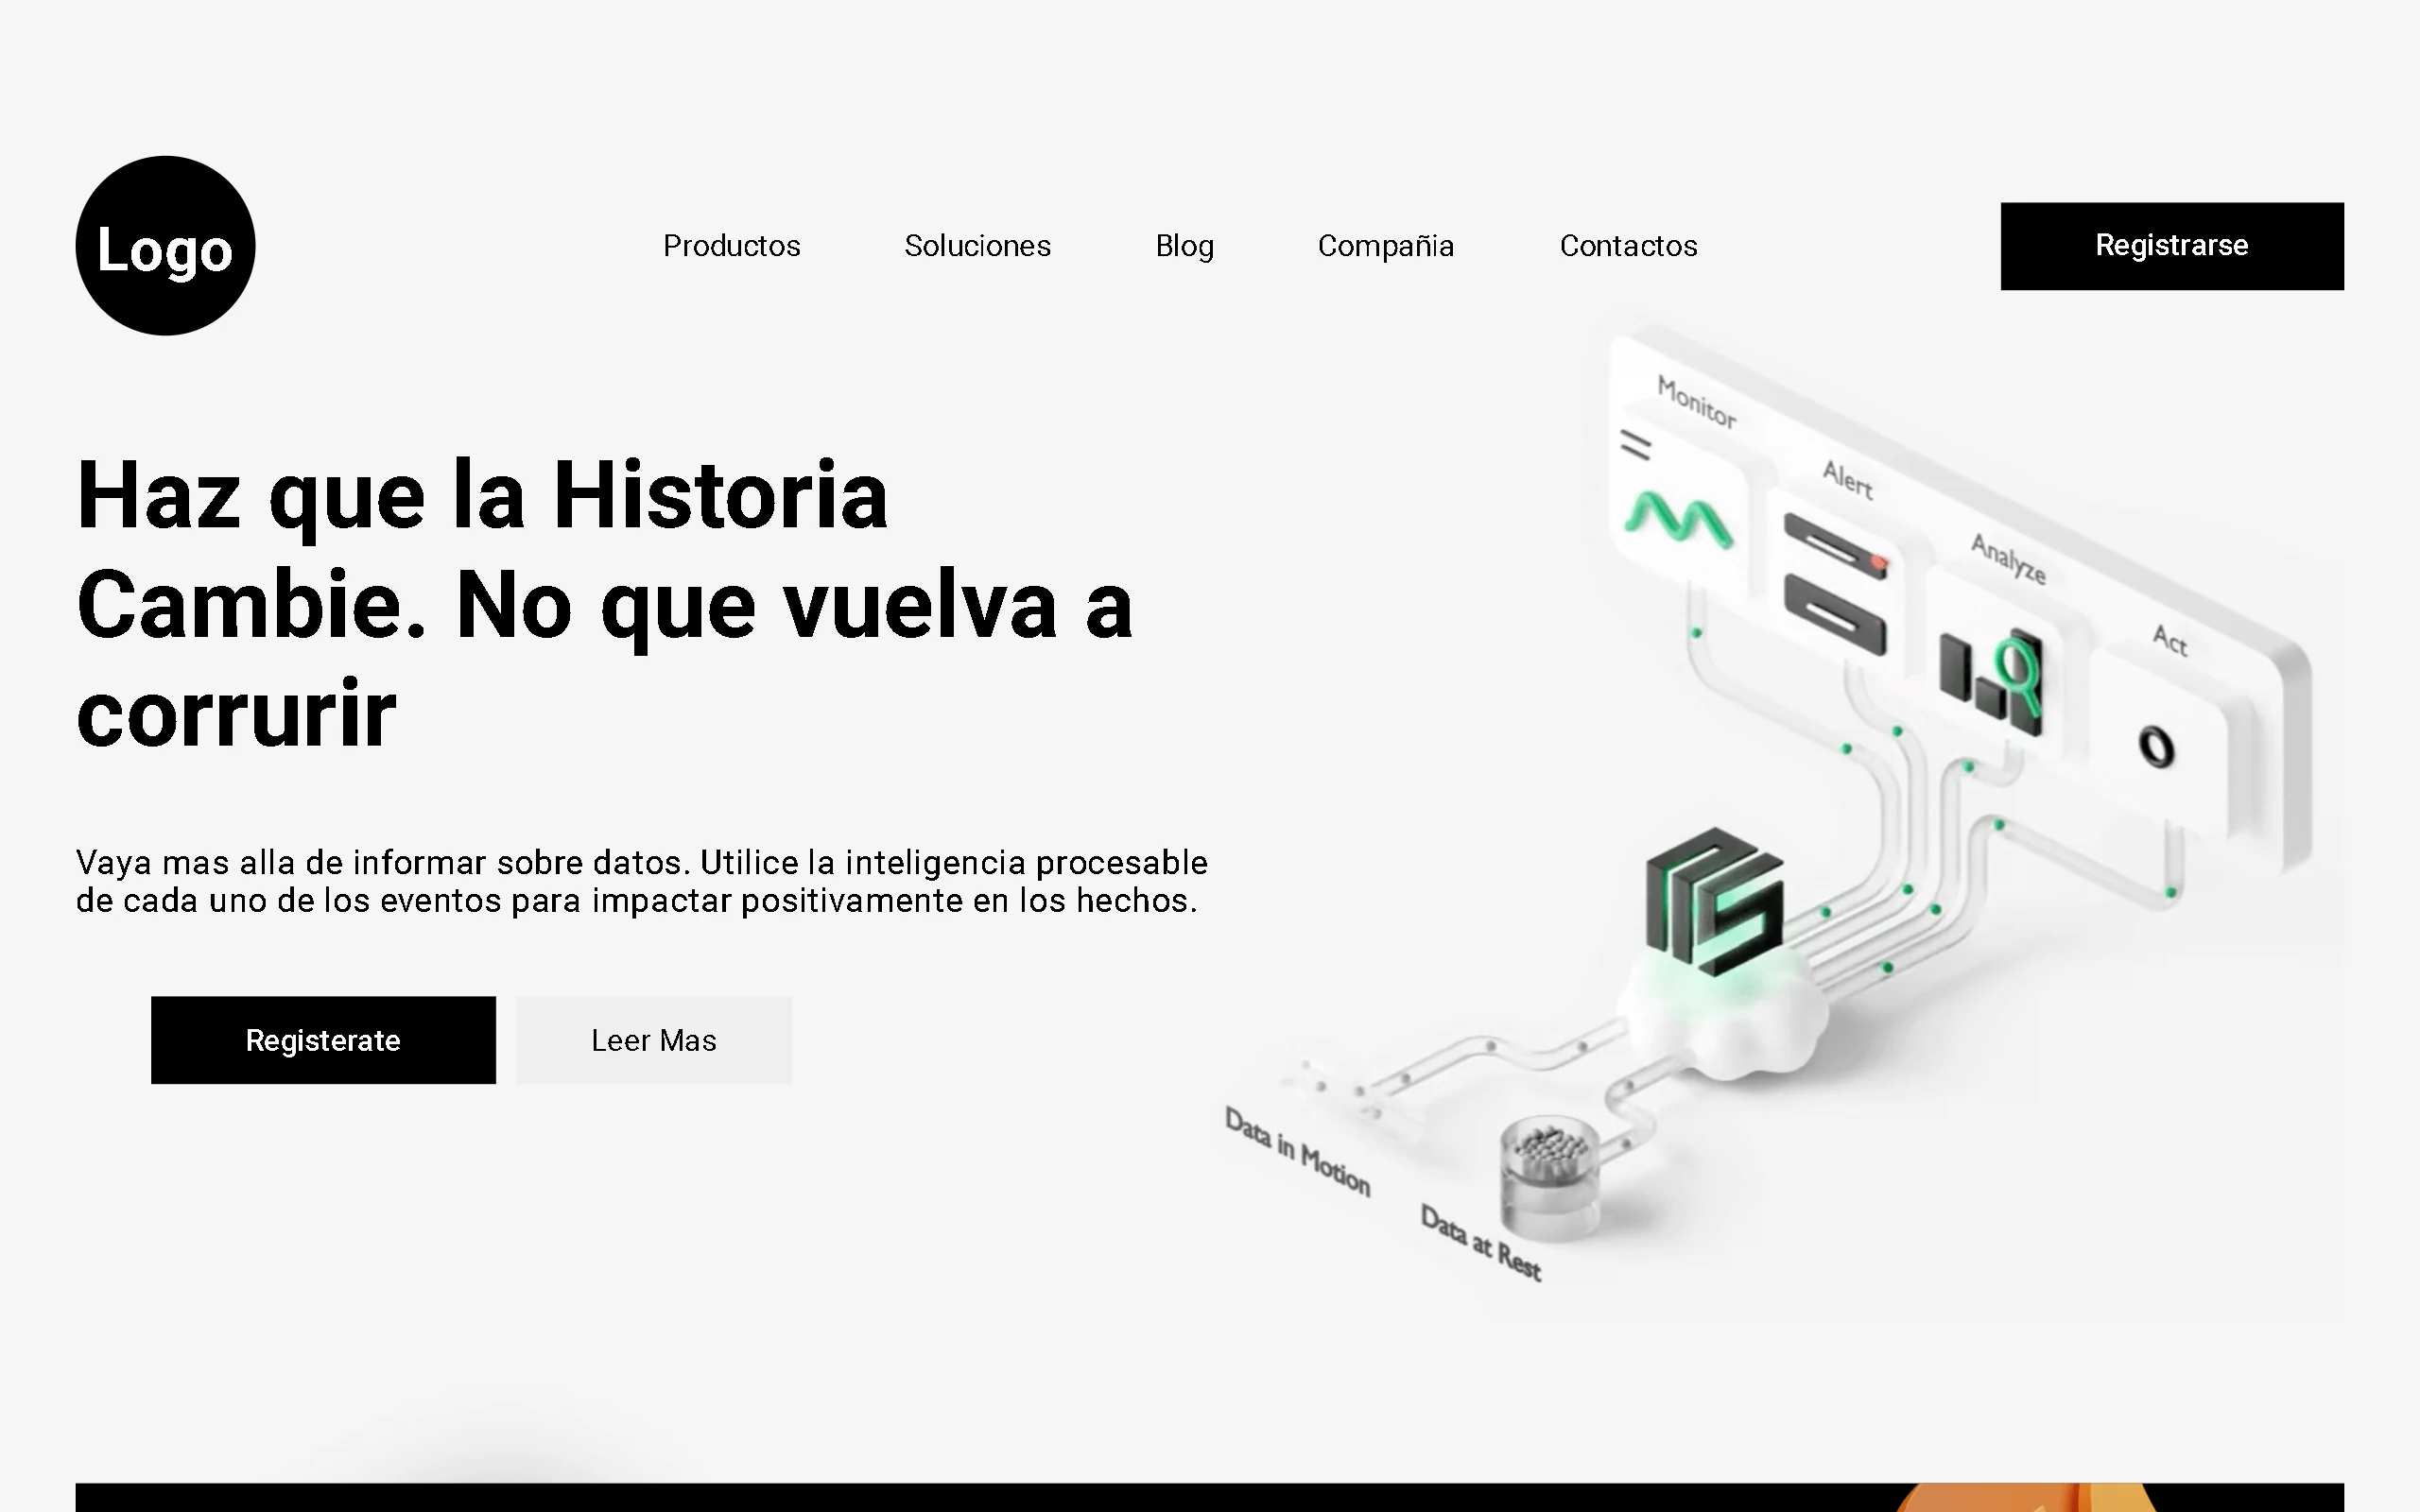 Logo
Productos
Soluciones
Blog
Compañia
Contactos
Registrarse
Haz que la Historia
Cambie. No que vuelva a
corrurir
Vaya mas alla de informar sobre datos. Utilice la inteligencia procesable
de cada uno de los eventos para impactar positivamente en los hechos.
Registerate
Leer Mas
Monitor
Alert
Analyze
Act
Data in Motion
Data at Rest